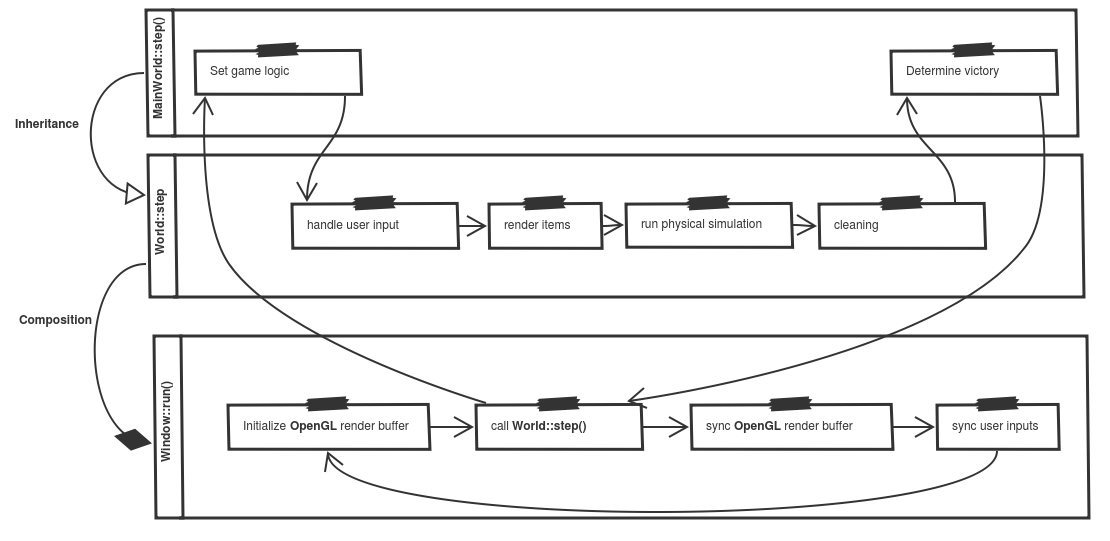 MainWorld::step()
Set game logic
Determine victory
Inheritance
World::step
handle user input
render items
run physical simulation
cleaning
Composition
Window::run()
Initialize OpenGL render buffer
call World::step()
sync OpenGL render buffer
sync user inputs